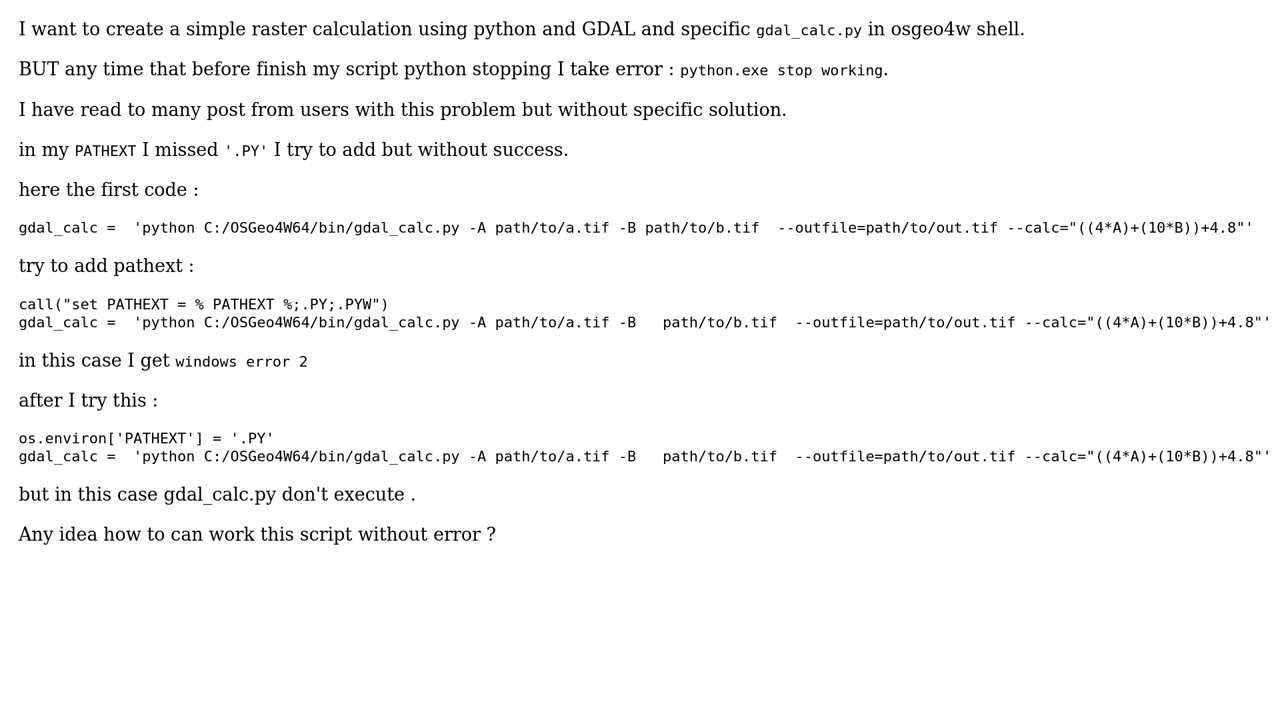 I want to create a simple raster calculation using python and GDAL and specific gdal_calc.py in osgeo4w shell.
BUT any time that before finish my script python stopping I take error : python.exe stop working.
I have read to many post from users with this problem but without specific solution.
in my PATHEXT I missed '.PY' I try to add but without success.
here the first code :
gdal_calc =  'python C:/OSGeo4W64/bin/gdal_calc.py -A path/to/a.tif -B path/to/b.tif  --outfile=path/to/out.tif --calc="((4*A)+(10*B))+4.8"'
try to add pathext :
call("set PATHEXT = % PATHEXT %;.PY;.PYW")
gdal_calc =  'python C:/OSGeo4W64/bin/gdal_calc.py -A path/to/a.tif -B   path/to/b.tif  --outfile=path/to/out.tif --calc="((4*A)+(10*B))+4.8"'
in this case I get windows error 2
after I try this :
os.environ['PATHEXT'] = '.PY'
gdal_calc =  'python C:/OSGeo4W64/bin/gdal_calc.py -A path/to/a.tif -B   path/to/b.tif  --outfile=path/to/out.tif --calc="((4*A)+(10*B))+4.8"'
but in this case gdal_calc.py don't execute .
Any idea how to can work this script without error ?